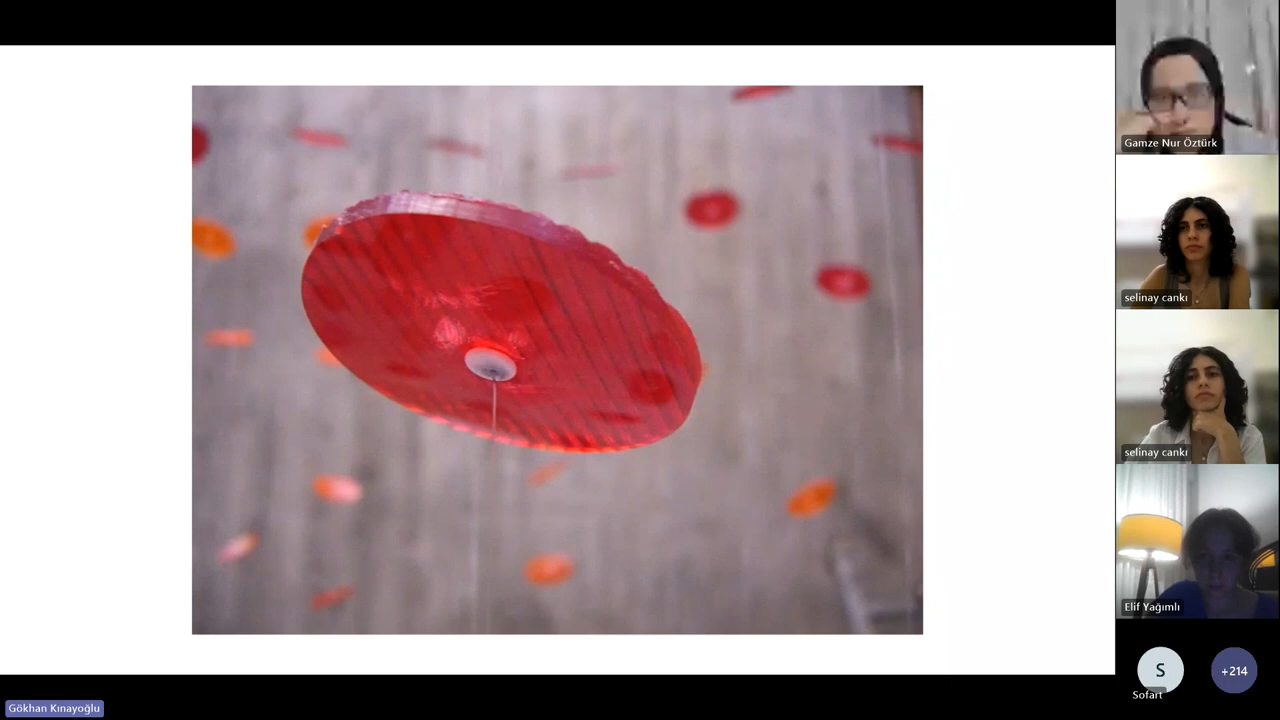 Gamze Nur Öztürk
selinay cankı
selinay cankı
Elif Yağımlı
S
Sofart
+214
Gökhan Kınayoğlu